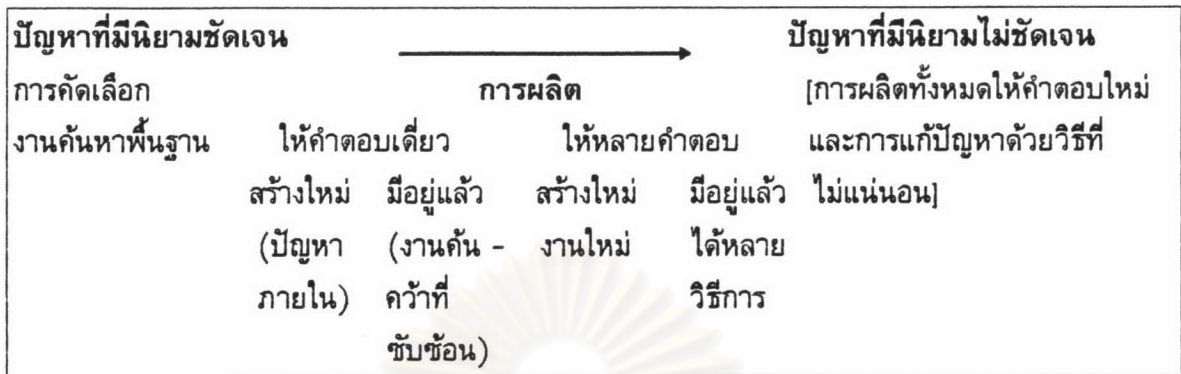 ปัญหาที่มีนิยามชัดเจน ปัญหาที่มีนิยามไม่ชัดเจน
การคัดเลือก การผลิต [การผลิตทั้งหมดให้คำตอบใหม่
งานค้นหาพื้นฐาน ให้คำตอบเดี่ยว ให้หลายคำตอบ และการแก้ปัญหาด้วยวิธีที่
สร้างใหม่ มีอยู่แล้ว สร้างใหม่ มีอยู่แล้ว ไม่แน่นอน]
(ปัญหา (งานค้น - งานใหม่ ได้หลาย
ภายใน) คว้าที่ วิธีการ
ซับซ้อน)